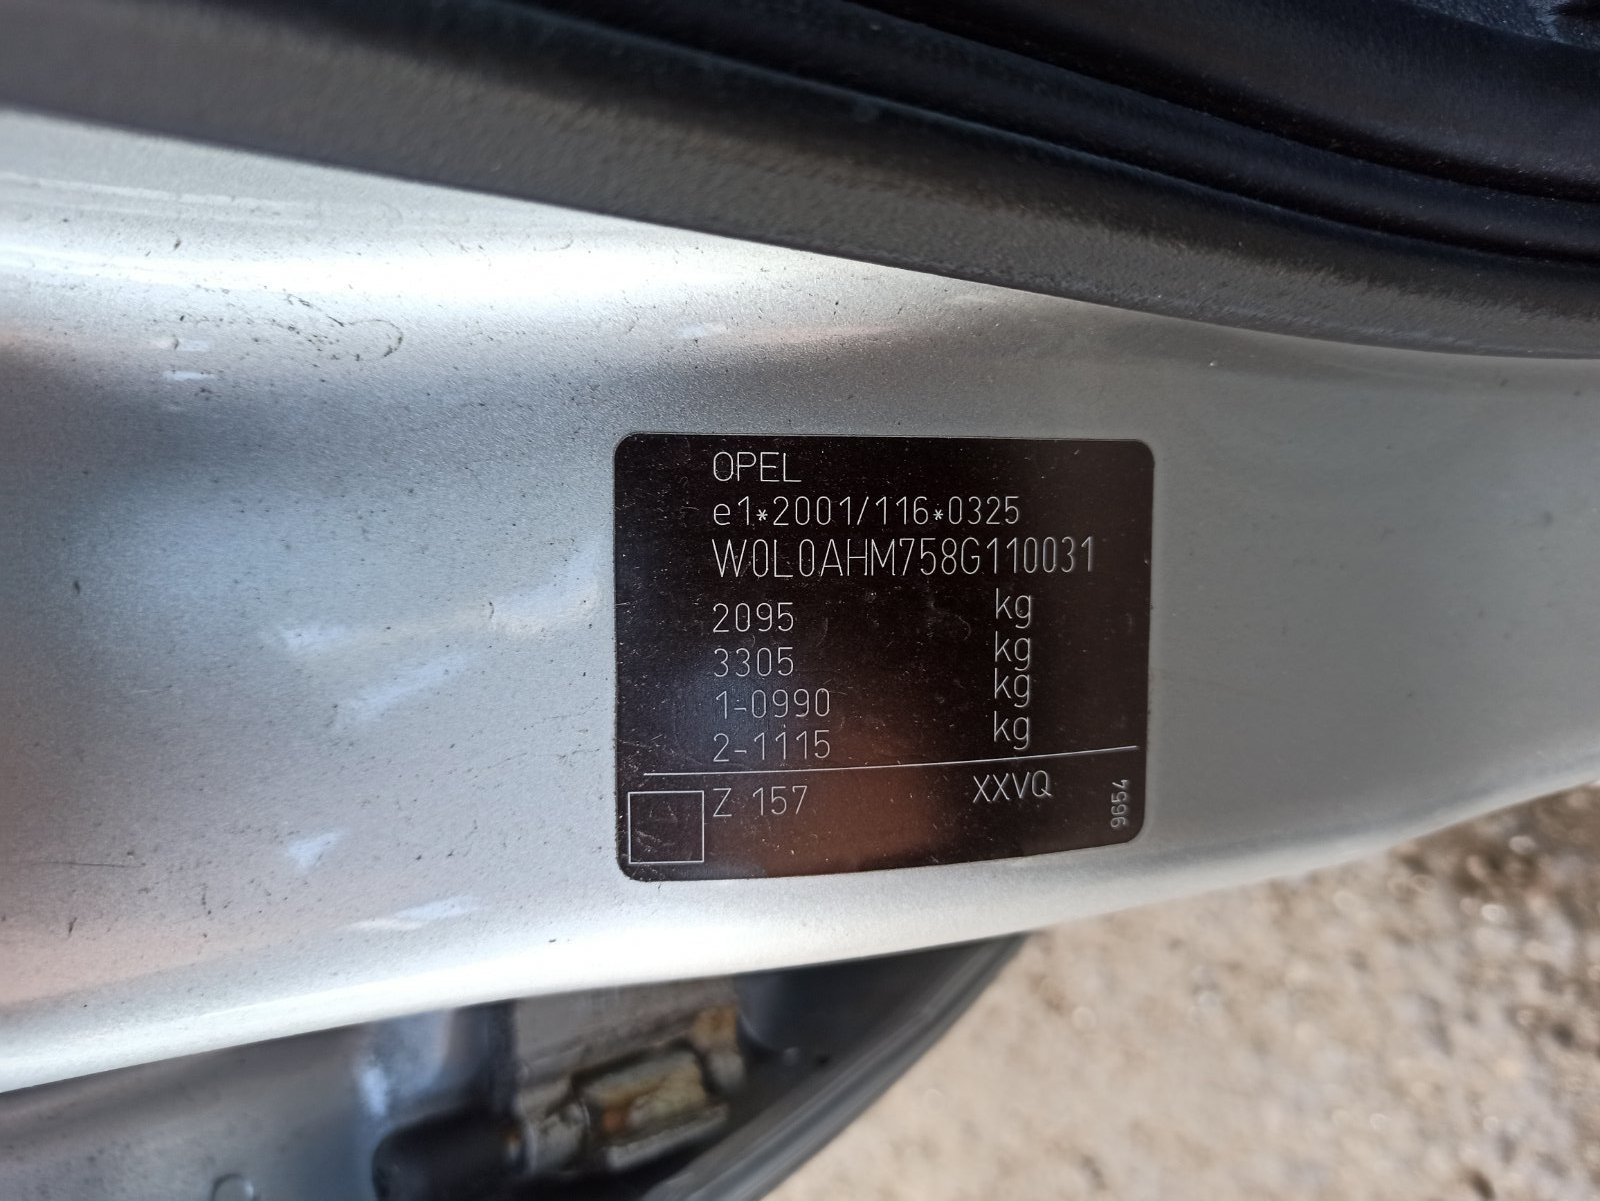 OPEL
e1*2001/116*0325
W0L0AHM758G110031
2095 kg
3305 kg
1-0990 kg
2-1115 kg
Z 157 XXVQ
9654